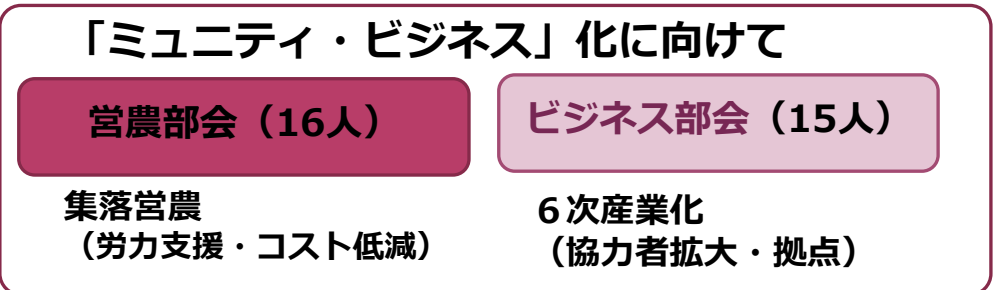 「ミュニティ・ビジネス」化に向けて
営農部会（16人）
ビジネス部会（15人）
集落営農
（労力支援・コスト低減）
６次産業化
（協力者拡大・拠点）